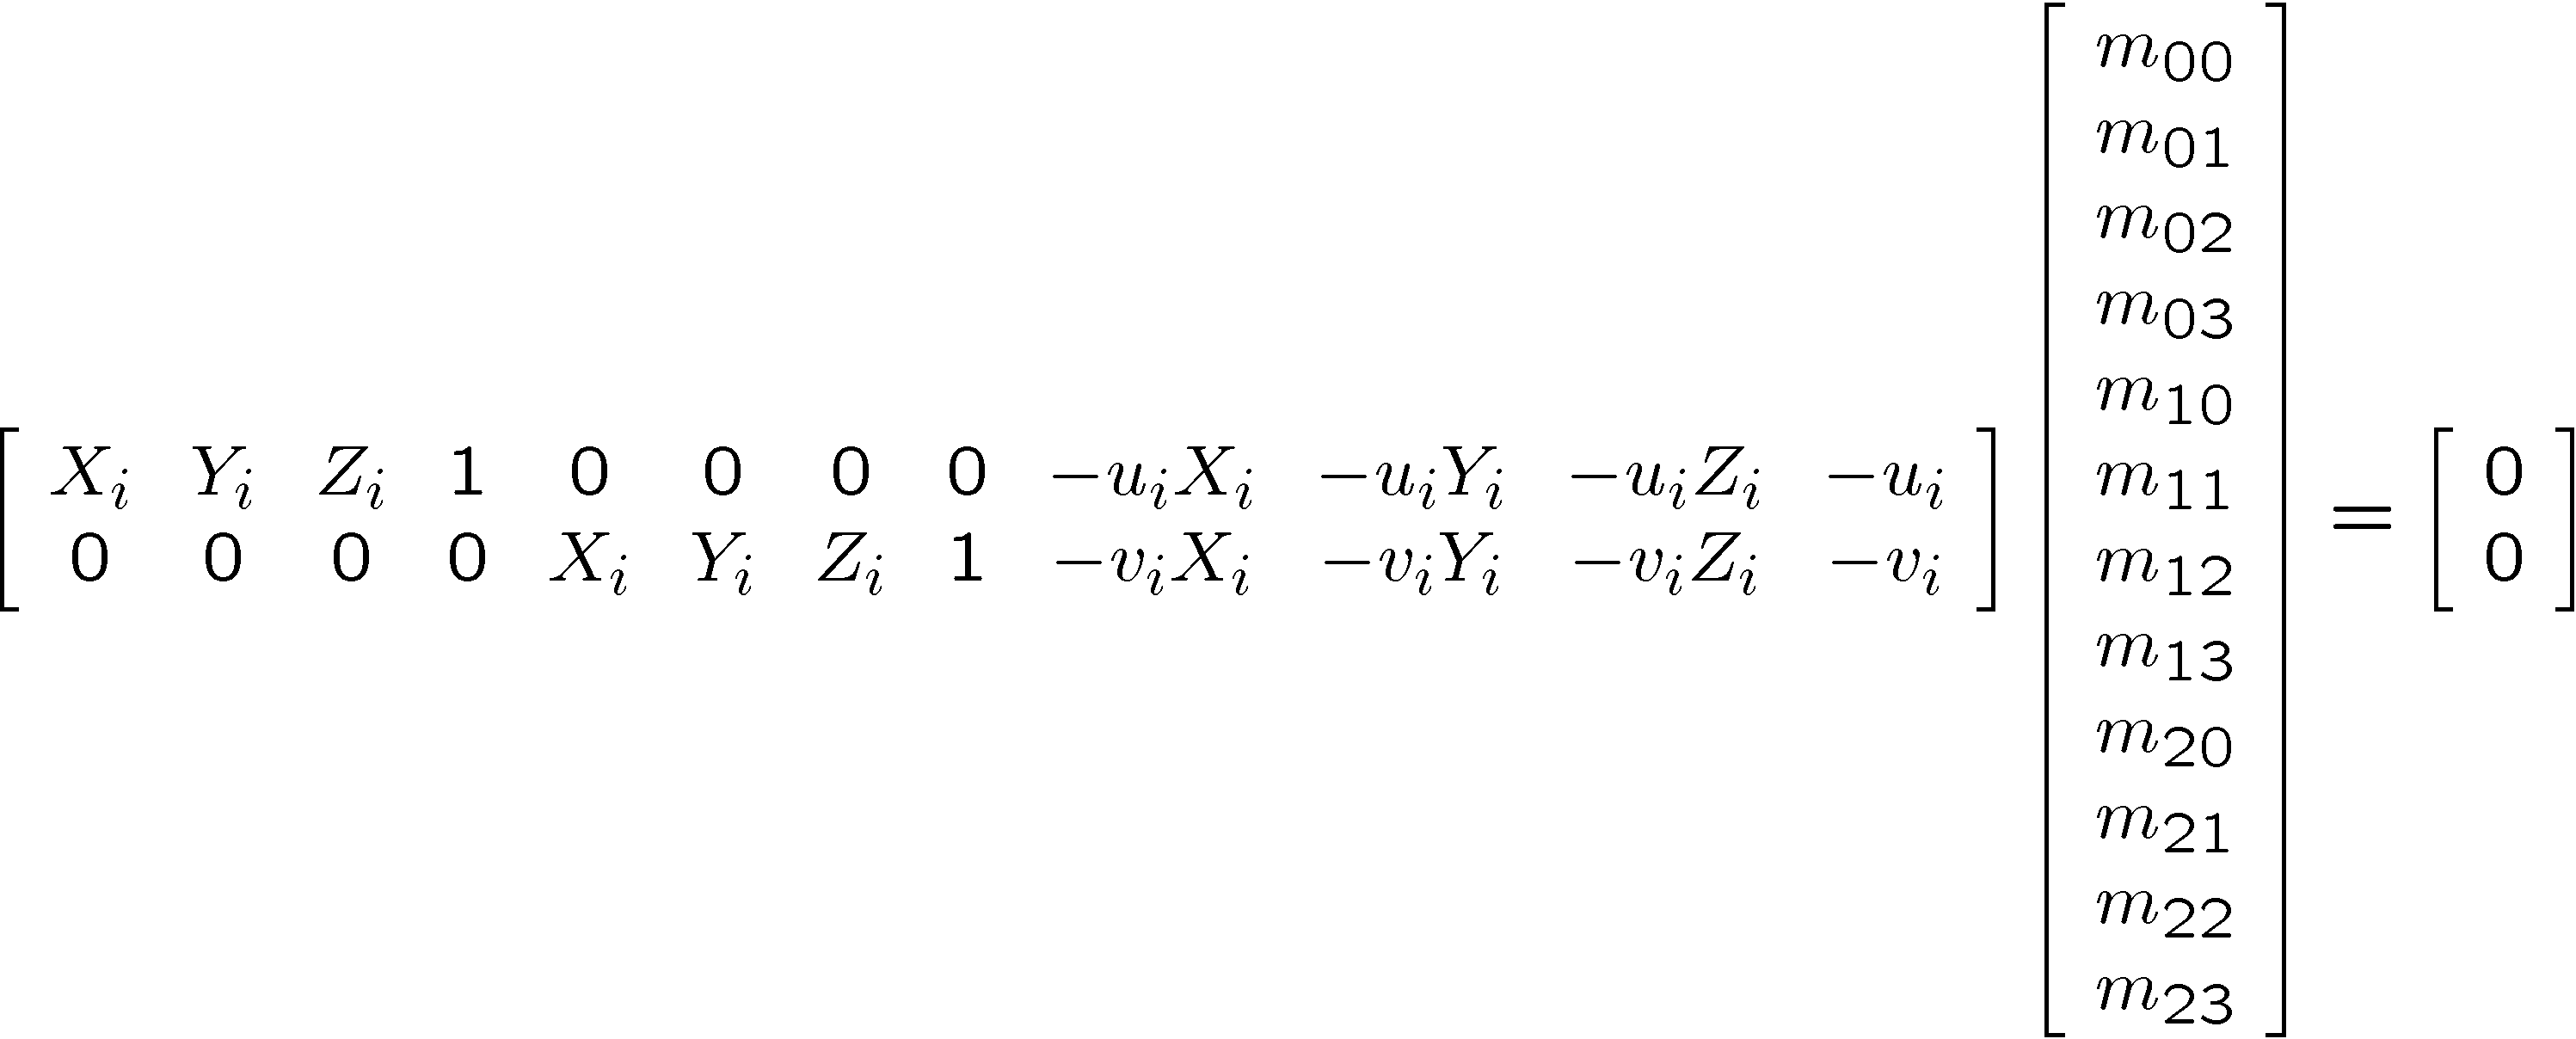 [ X_i Y_i Z_i 1 0 0 0 0 −u_iX_i −u_iY_i −u_iZ_i −u_i ]
[ 0 0 0 0 X_i Y_i Z_i 1 −v_iX_i −v_iY_i −v_iZ_i −v_i ]
[ m_00
m_01
m_02
m_03
m_10
m_11
m_12
m_13
m_20
m_21
m_22
m_23 ]
= [ 0
0 ]